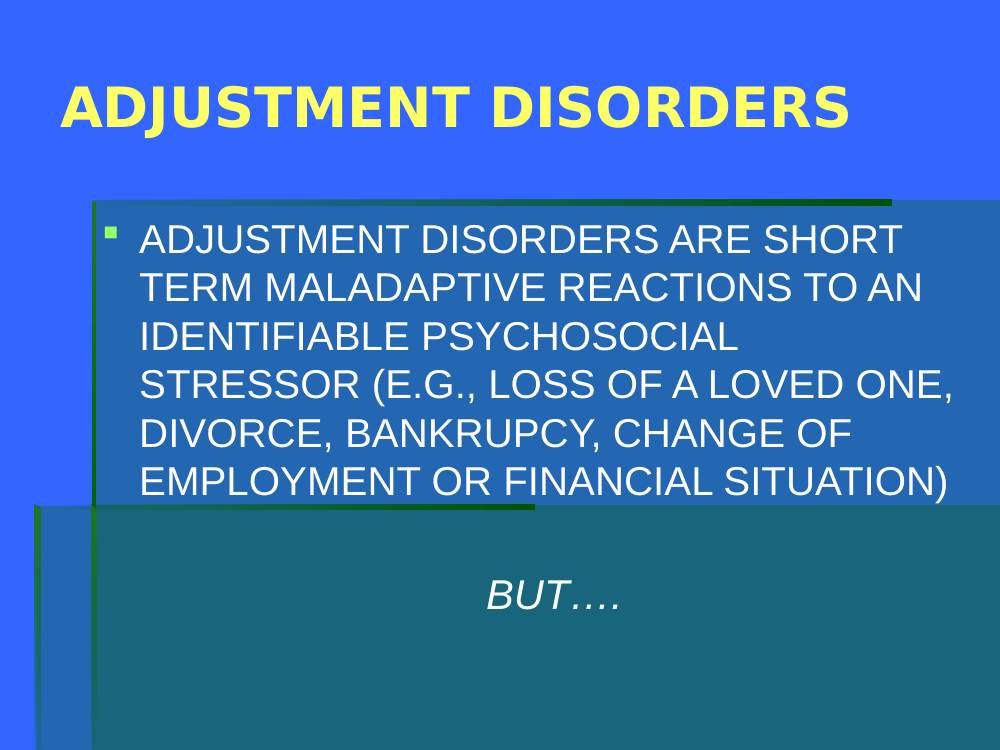 ADJUSTMENT DISORDERS
ADJUSTMENT DISORDERS ARE SHORT
TERM MALADAPTIVE REACTIONS TO AN
IDENTIFIABLE PSYCHOSOCIAL
STRESSOR (E.G., LOSS OF A LOVED ONE,
DIVORCE, BANKRUPCY, CHANGE OF
EMPLOYMENT OR FINANCIAL SITUATION)
BUT….